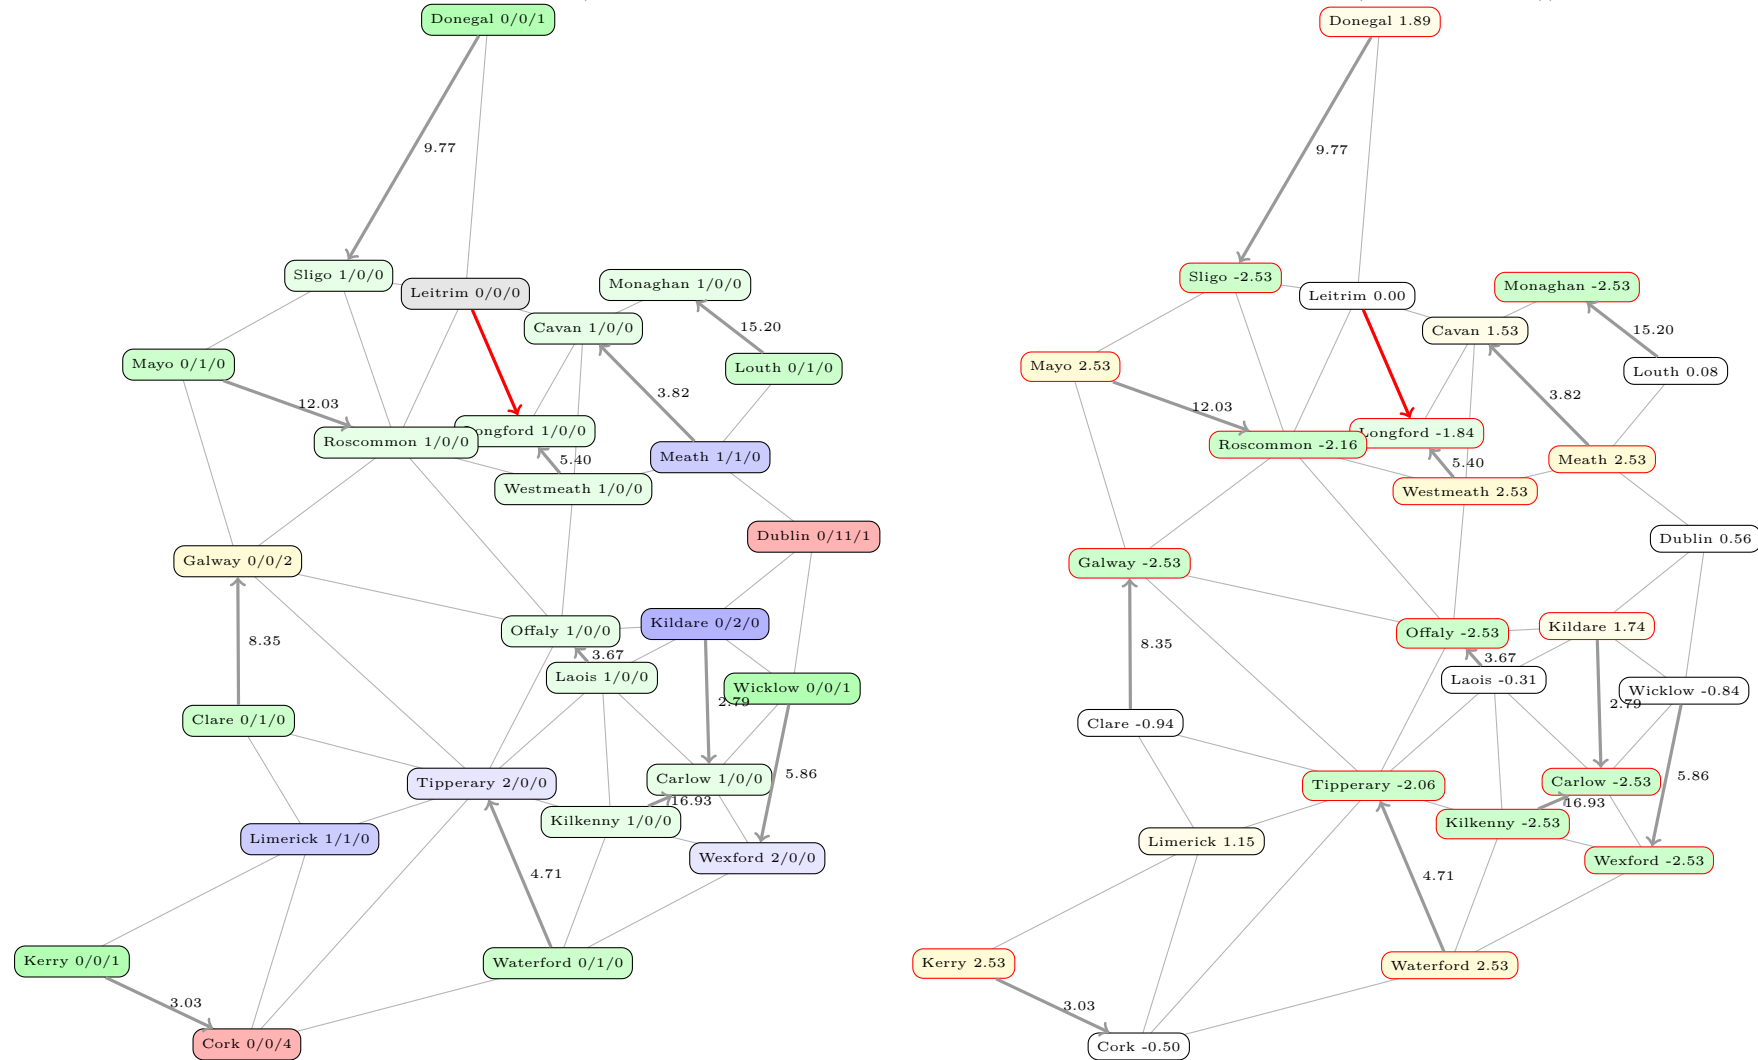 Donegal 0/0/1
9.77
Sligo 1/0/0
Leitrim 0/0/0
Monaghan 1/0/0
Cavan 1/0/0
15.20
Mayo 0/1/0
Louth 0/1/0
3.82
12.03
Longford 1/0/0
Roscommon 1/0/0
5.40
Meath 1/1/0
Westmeath 1/0/0
Dublin 0/11/1
Galway 0/0/2
Kildare 0/2/0
Offaly 1/0/0
8.35
3.67
Laois 1/0/0
Wicklow 0/0/1
2.79
Clare 0/1/0
5.86
Carlow 1/0/0
Tipperary 2/0/0
16.93
Kilkenny 1/0/0
Limerick 1/1/0
Wexford 2/0/0
4.71
Kerry 0/0/1
Waterford 0/1/0
3.03
Cork 0/0/4
Donegal 1.89
9.77
Sligo -2.53
Leitrim 0.00
Monaghan -2.53
Cavan 1.53
15.20
Mayo 2.53
Louth 0.08
3.82
12.03
Longford -1.84
Roscommon -2.16
5.40
Meath 2.53
Westmeath 2.53
Dublin 0.56
Galway -2.53
Kildare 1.74
Offaly -2.53
8.35
3.67
Laois -0.31
Wicklow -0.84
2.79
Clare -0.94
5.86
Carlow -2.53
Tipperary -2.06
16.93
Kilkenny -2.53
Limerick 1.15
Wexford -2.53
4.71
Kerry 2.53
Waterford 2.53
3.03
Cork -0.50